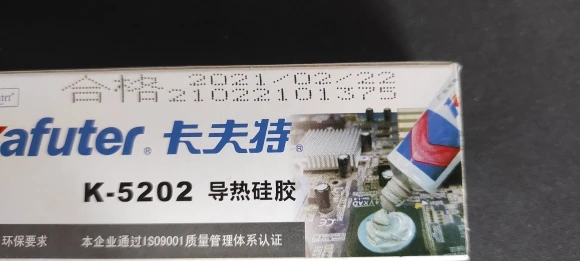 合格 2021/02/22
21022101375
Kafuter® 卡夫特®
K-5202 导热硅胶
环保要求 本企业通过ISO9001质量管理体系认证